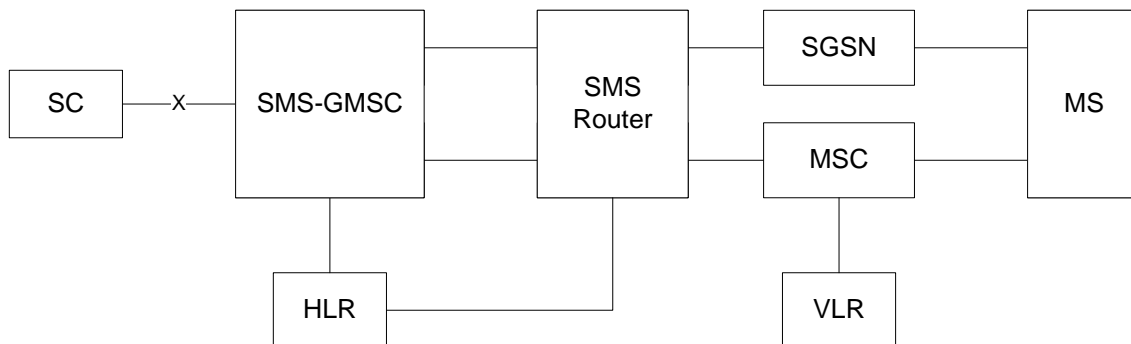 SC
X
SMS-GMSC
SMS
Router
SGSN
MSC
MS
HLR
VLR